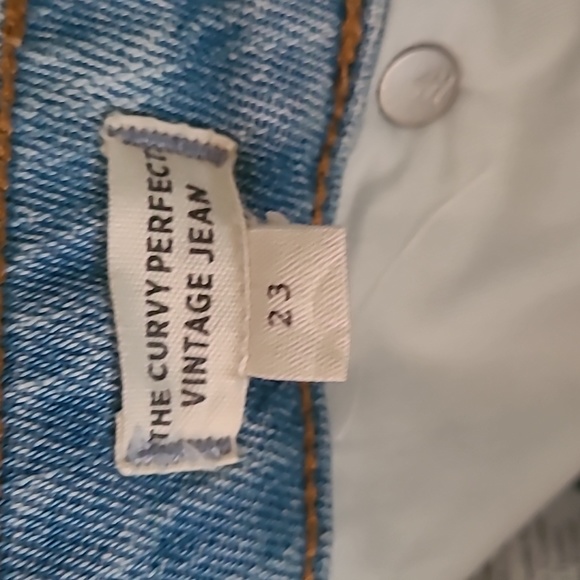 THE CURVY PERFECT
VINTAGE JEAN
23